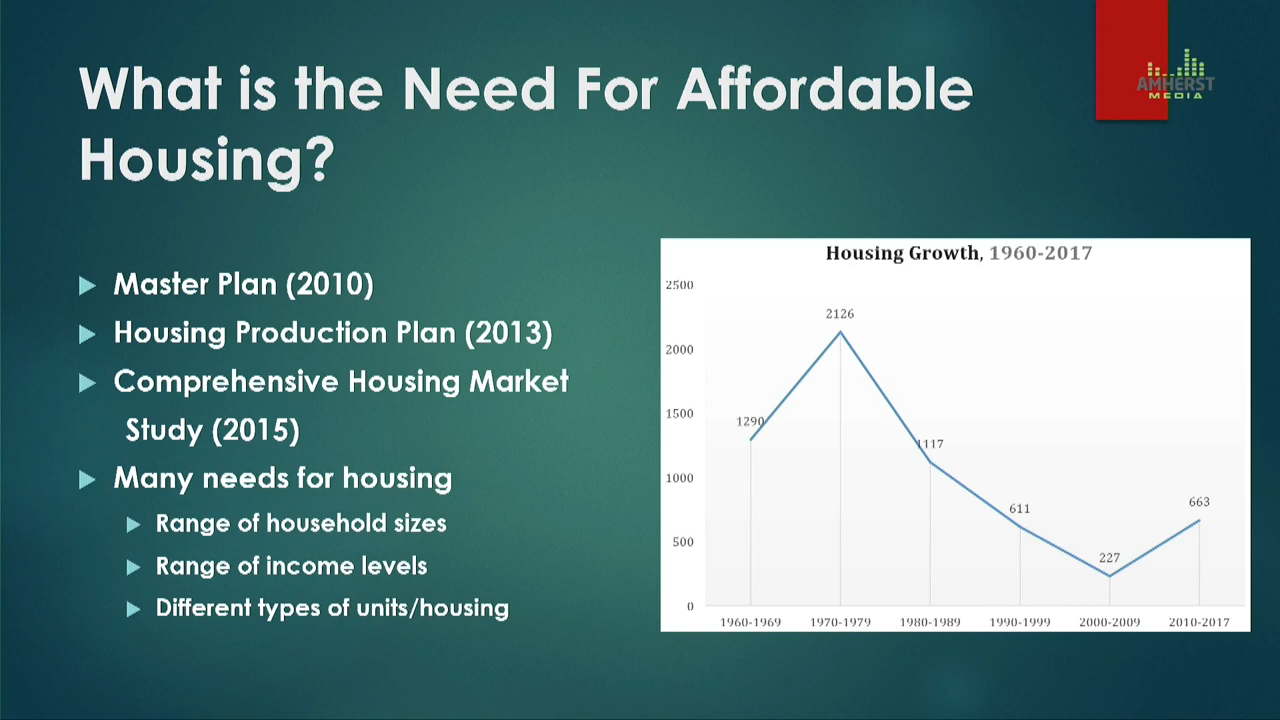 What is the Need For Affordable
Housing?
AMHERST
MEDIA
Master Plan (2010)
Housing Production Plan (2013)
Comprehensive Housing Market
Study (2015)
Many needs for housing
Range of household sizes
Range of income levels
Different types of units/housing
Housing Growth, 1960-2017
2500
2000
1500
1000
500
0
1290
2126
1117
611
227
663
1960-1969 1970-1979 1980-1989 1990-1999 2000-2009 2010-2017